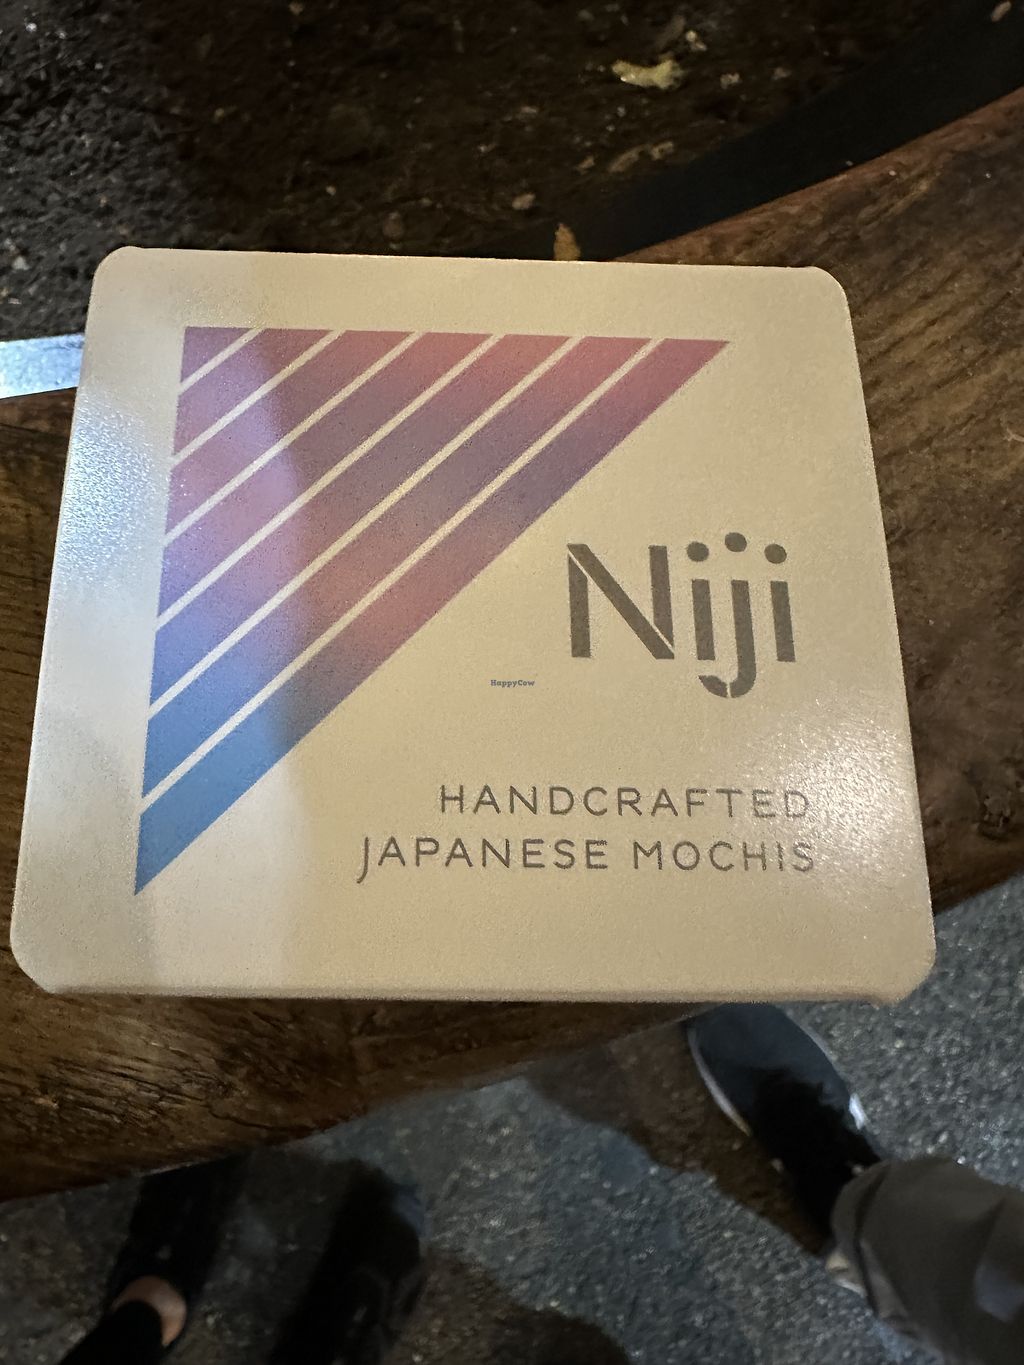 Niji
HappyCow
HANDCRAFTED
JAPANESE MOCHIS